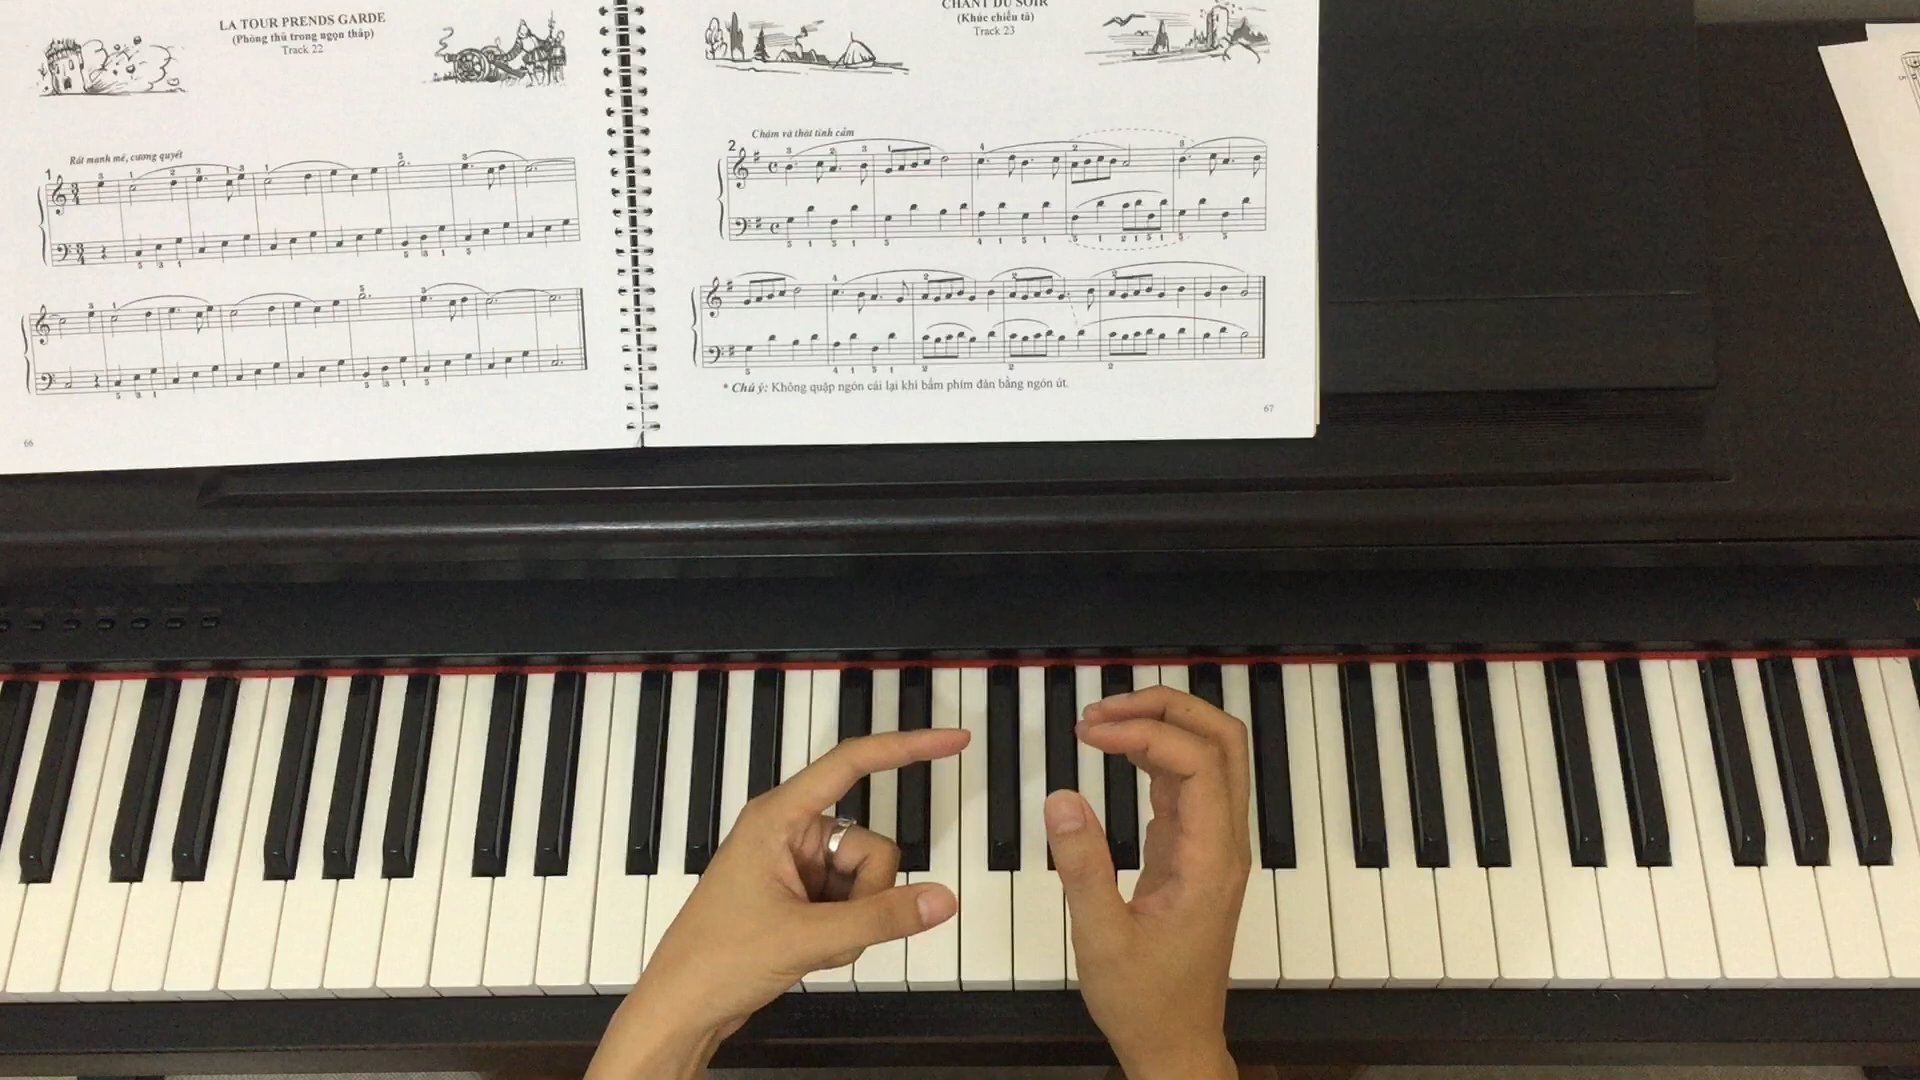 LA TOUR PRENDS GARDE
(Phòng thủ trong ngọn tháp)
Track 22
Rất mạnh mẽ, cương quyết
66
CHANT DU SOIR
(Khúc chiều tà)
Track 23
Chậm và thật tình cảm
* Chú ý: Không quặp ngón cái lại khi bấm phím đàn bằng ngón út.
67